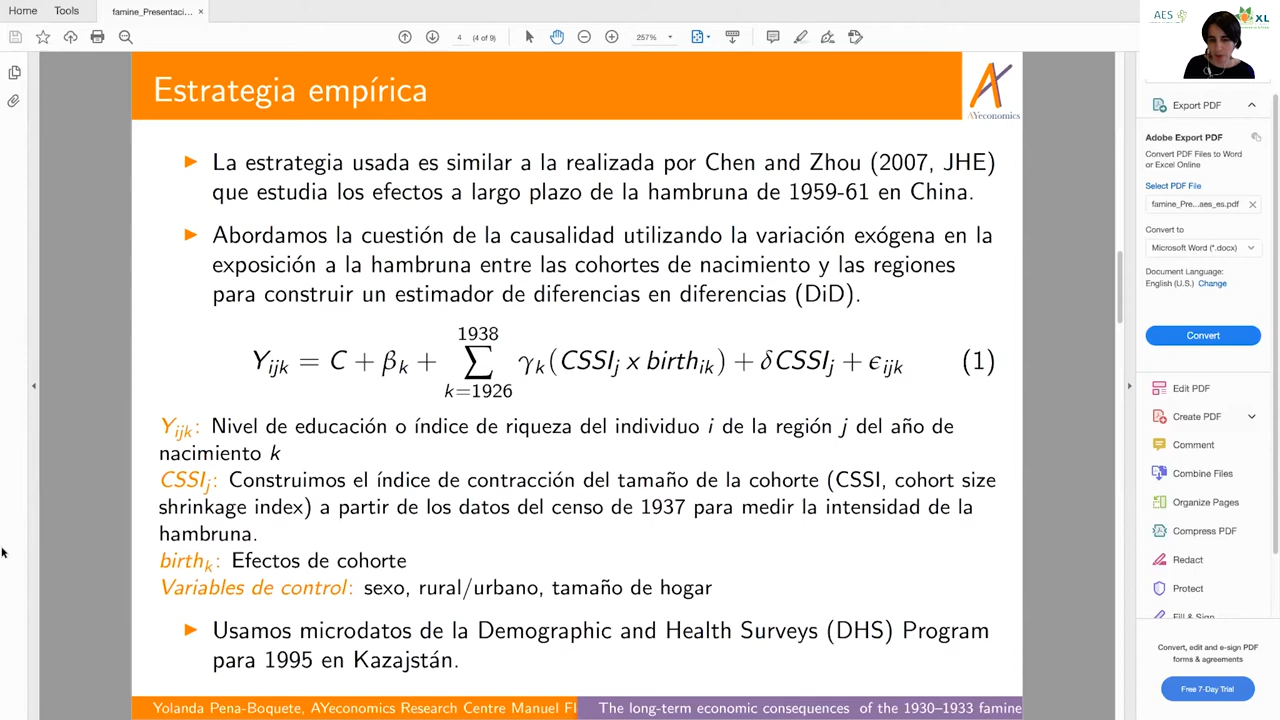 Home
Tools
famine_Presentaci...
×
4
(4 of 9)
257%
AES
XL
Estrategia empírica
AYeconomics
La estrategia usada es similar a la realizada por Chen and Zhou (2007, JHE)
que estudia los efectos a largo plazo de la hambruna de 1959-61 en China.
Abordamos la cuestión de la causalidad utilizando la variación exógena en la
exposición a la hambruna entre las cohortes de nacimiento y las regiones
para construir un estimador de diferencias en diferencias (DiD).
Y_{ijk} = C + β_k + ∑_{k=1926}^{1938} γ_k(CSSI_j x birth_{ik}) + δCSSI_j + ϵ_{ijk} (1)
Y_{ijk}: Nivel de educación o índice de riqueza del individuo i de la región j del año de
nacimiento k
CSSI_j: Construimos el índice de contracción del tamaño de la cohorte (CSSI, cohort size
shrinkage index) a partir de los datos del censo de 1937 para medir la intensidad de la
hambruna.
birth_k: Efectos de cohorte
Variables de control: sexo, rural/urbano, tamaño de hogar
Usamos microdatos de la Demographic and Health Surveys (DHS) Program
para 1995 en Kazajstán.
Yolanda Pena-Boquete, AYeconomics Research Centre Manuel Fl
The long-term economic consequences of the 1930–1933 famine
Export PDF
Adobe Export PDF
Convert PDF Files to Word
or Excel Online
Select PDF File
famine_Pre...aes_es.pdf
×
Convert to
Microsoft Word (*.docx)
Document Language:
English (U.S.) Change
Convert
Edit PDF
Create PDF
Comment
Combine Files
Organize Pages
Compress PDF
Redact
Protect
Fill & Sign
Convert, edit and e-sign PDF
forms & agreements
Free 7-Day Trial